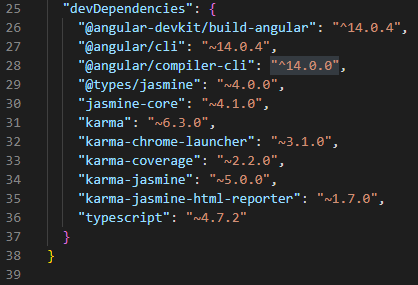 25 "devDependencies": {
26 "@angular-devkit/build-angular": "^14.0.4",
27 "@angular/cli": "~14.0.4",
28 "@angular/compiler-cli": "^14.0.0",
29 "@types/jasmine": "~4.0.0",
30 "jasmine-core": "~4.1.0",
31 "karma": "~6.3.0",
32 "karma-chrome-launcher": "~3.1.0",
33 "karma-coverage": "~2.2.0",
34 "karma-jasmine": "~5.0.0",
35 "karma-jasmine-html-reporter": "~1.7.0",
36 "typescript": "~4.7.2"
37 }
38 }
39